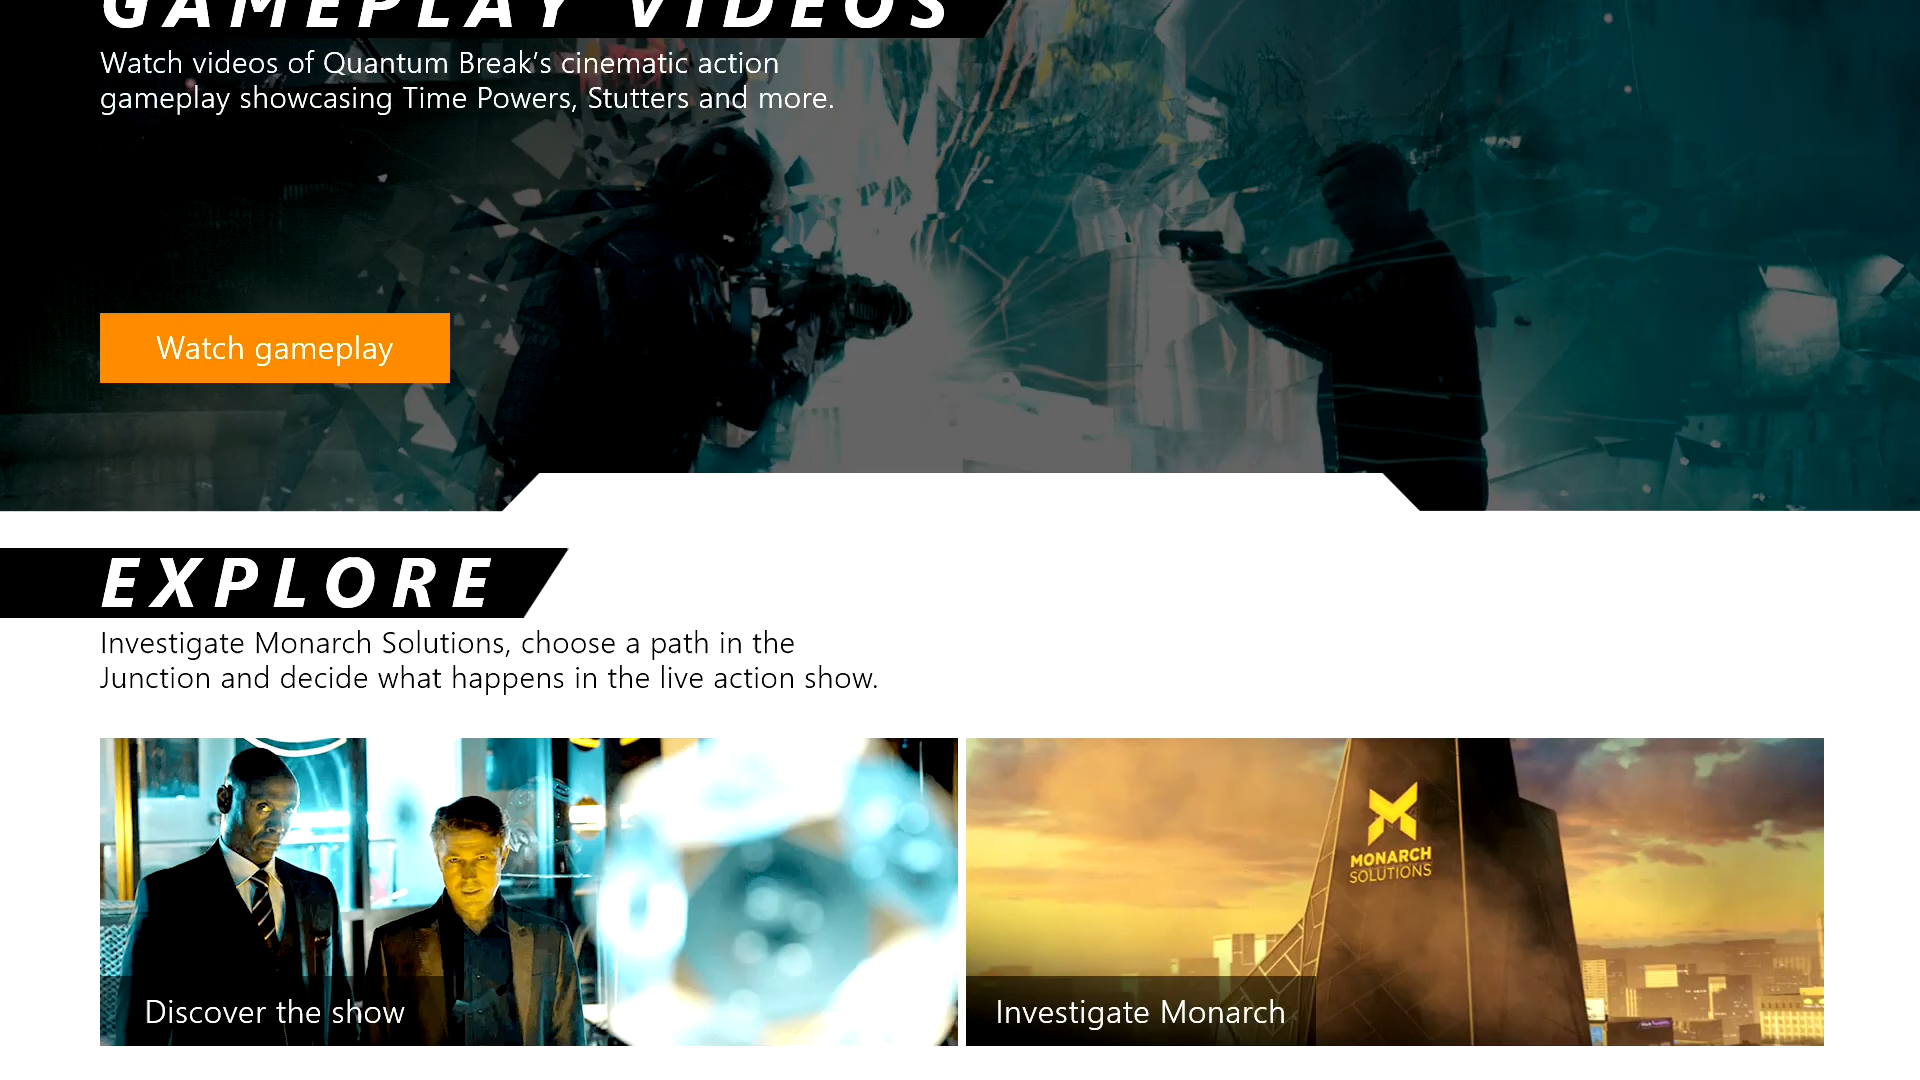 GAMEPLAY VIDEOS
Watch videos of Quantum Break’s cinematic action
gameplay showcasing Time Powers, Stutters and more.
Watch gameplay
EXPLORE
Investigate Monarch Solutions, choose a path in the
Junction and decide what happens in the live action show.
MONARCH
SOLUTIONS
Discover the show
Investigate Monarch